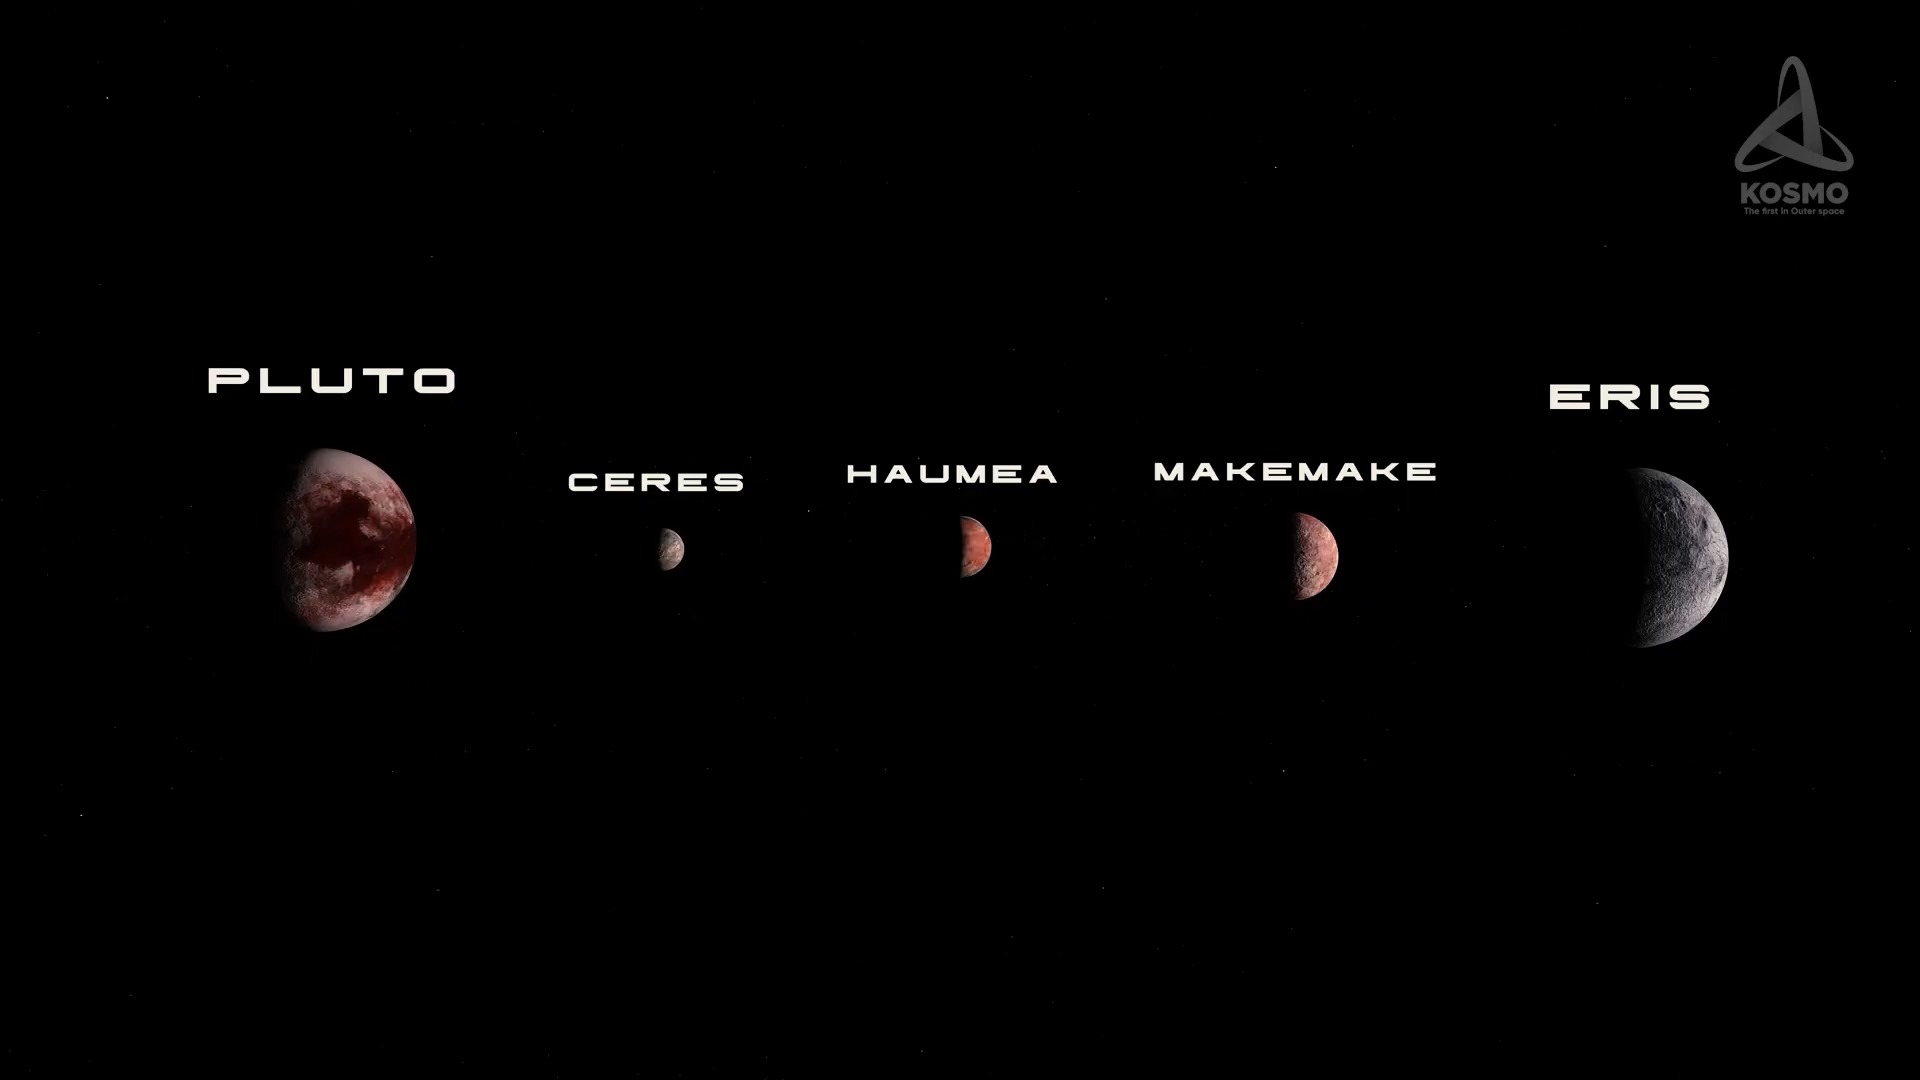 KOSMO
The first in Outer space
PLUTO
CERES
HAUMEA
MAKEMAKE
ERIS